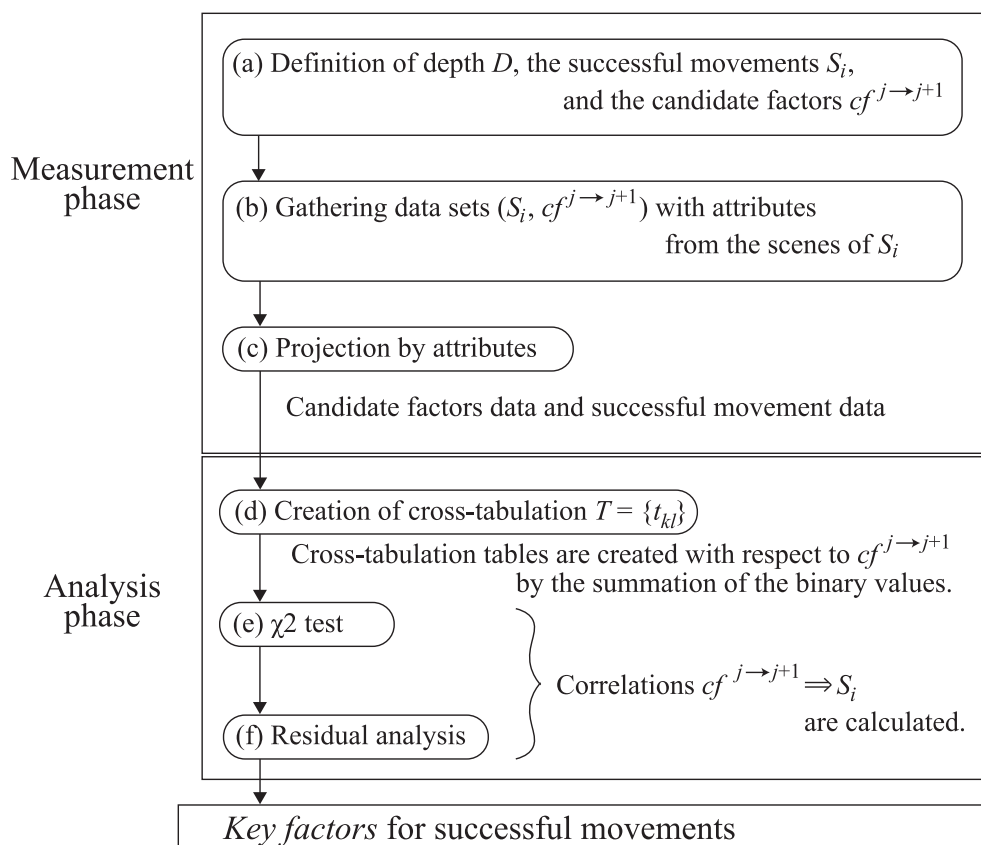 (a) Definition of depth D, the successful movements Sᵢ,
and the candidate factors cf ʲ→ʲ⁺¹
Measurement
phase
(b) Gathering data sets (Sᵢ, cf ʲ→ʲ⁺¹) with attributes
from the scenes of Sᵢ
(c) Projection by attributes
Candidate factors data and successful movement data
(d) Creation of cross-tabulation T = {tₖₗ}
Cross-tabulation tables are created with respect to cf ʲ→ʲ⁺¹
by the summation of the binary values.
Analysis
phase
(e) χ2 test
Correlations cf ʲ→ʲ⁺¹ ⇒ Sᵢ
are calculated.
(f) Residual analysis
Key factors for successful movements